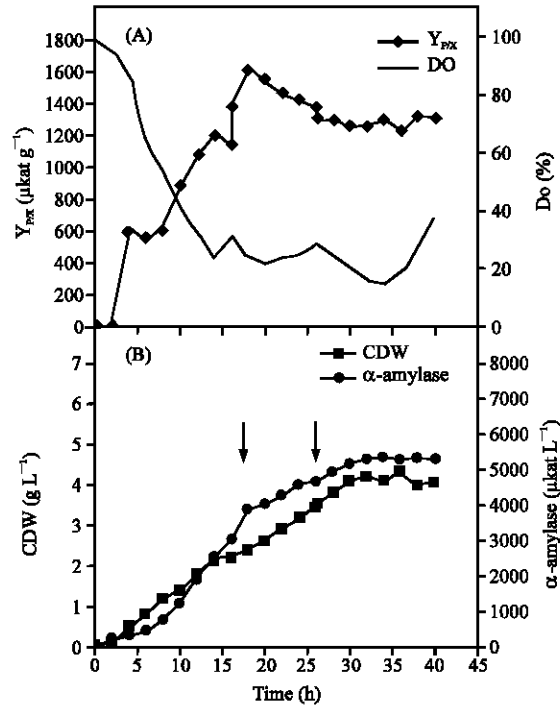 (A)
Y_P/X
DO
1800
1600
1400
1200
1000
800
600
400
200
0
Y_P/X (μkat g⁻¹)
100
80
60
40
20
0
Do (%)
(B)
CDW
α-amylase
7
6
5
4
3
2
1
0
CDW (g L⁻¹)
8000
7000
6000
5000
4000
3000
2000
1000
0
α-amylase (μkat L⁻¹)
0 5 10 15 20 25 30 35 40 45
Time (h)